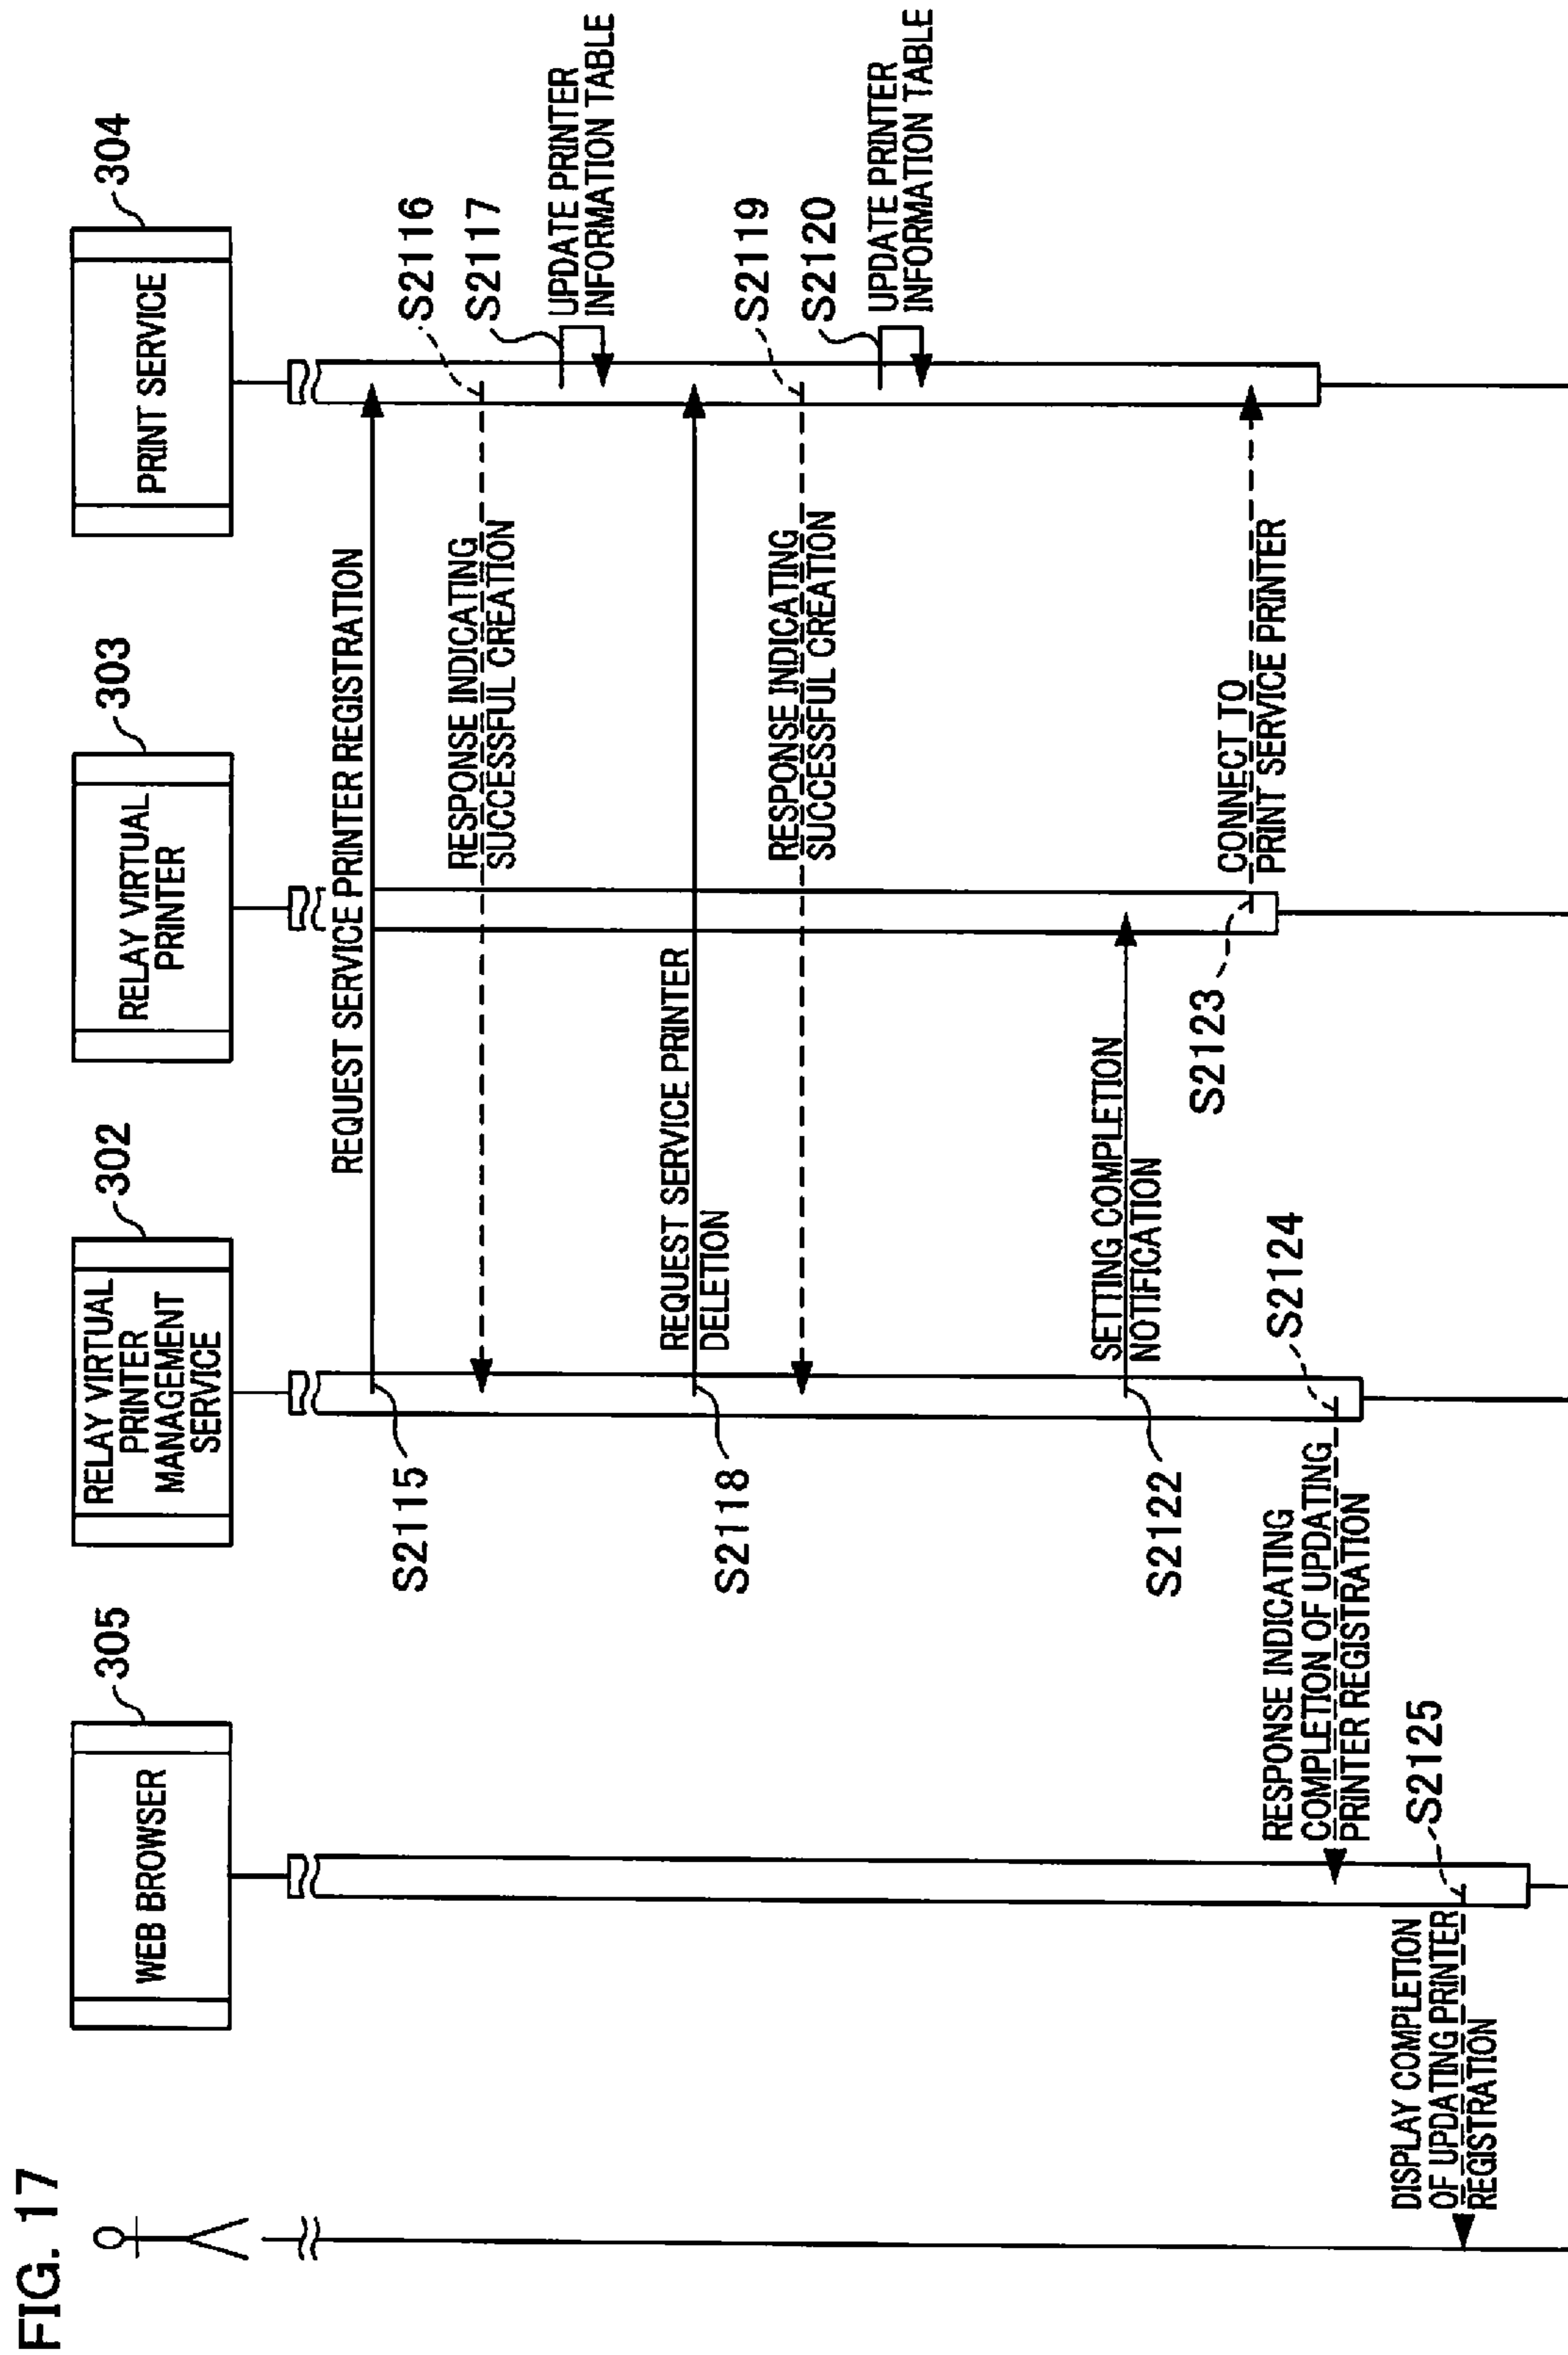 FIG. 17
WEB BROWSER
305
RELAY VIRTUAL
PRINTER
MANAGEMENT
SERVICE
302
RELAY VIRTUAL
PRINTER
303
PRINT SERVICE
304
REQUEST SERVICE PRINTER REGISTRATION
S2115
S2116
RESPONSE INDICATING
SUCCESSFUL CREATION
S2117
UPDATE PRINTER
INFORMATION TABLE
REQUEST SERVICE PRINTER
DELETION
S2118
S2119
RESPONSE INDICATING
SUCCESSFUL CREATION
S2120
UPDATE PRINTER
INFORMATION TABLE
SETTING COMPLETION
NOTIFICATION
S2122
S2123
CONNECT TO
PRINT SERVICE PRINTER
S2124
RESPONSE INDICATING
COMPLETION OF UPDATING
PRINTER REGISTRATION
S2125
DISPLAY COMPLETION
OF UPDATING PRINTER
REGISTRATION